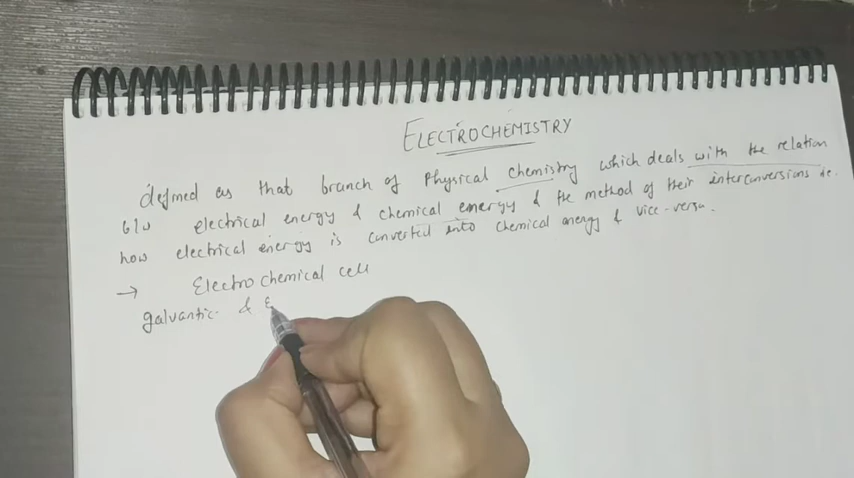 ELECTROCHEMISTRY
defined as that branch of Physical chemistry which deals with the relation
b/w electrical energy & chemical energy & the method of their interconversions ie.
how electrical energy is converted into chemical energy & vice-versa.
→ Electro chemical cell
galvantic & E